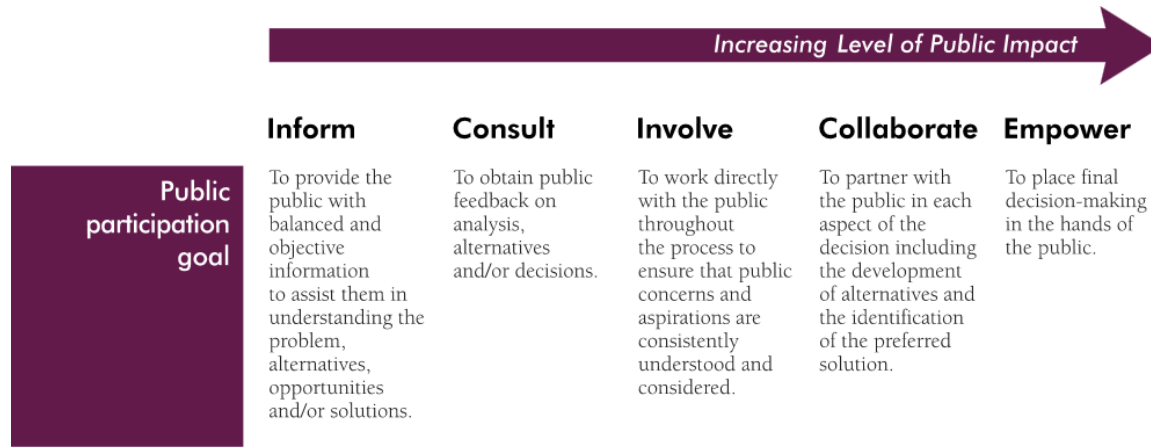 Increasing Level of Public Impact
Inform
Consult
Involve
Collaborate
Empower
Public
participation
goal
To provide the
public with
balanced and
objective
information
to assist them in
understanding the
problem,
alternatives,
opportunities
and/or solutions.
To obtain public
feedback on
analysis,
alternatives
and/or decisions.
To work directly
with the public
throughout
the process to
ensure that public
concerns and
aspirations are
consistently
understood and
considered.
To partner with
the public in each
aspect of the
decision including
the development
of alternatives and
the identification
of the preferred
solution.
To place final
decision-making
in the hands of
the public.